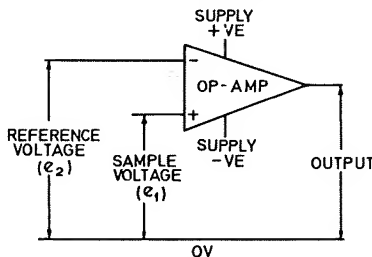 SUPPLY
+VE
-
OP-AMP
+
REFERENCE
VOLTAGE
(e₂)
SAMPLE
VOLTAGE
(e₁)
SUPPLY
-VE
OUTPUT
OV